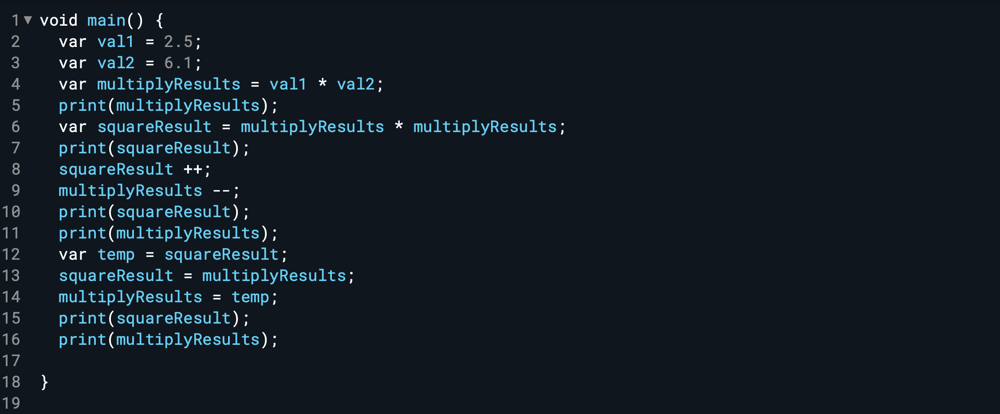 1 void main() {
2 var val1 = 2.5;
3 var val2 = 6.1;
4 var multiplyResults = val1 * val2;
5 print(multiplyResults);
6 var squareResult = multiplyResults * multiplyResults;
7 print(squareResult);
8 squareResult ++;
9 multiplyResults --;
10 print(squareResult);
11 print(multiplyResults);
12 var temp = squareResult;
13 squareResult = multiplyResults;
14 multiplyResults = temp;
15 print(squareResult);
16 print(multiplyResults);
17
18 }
19